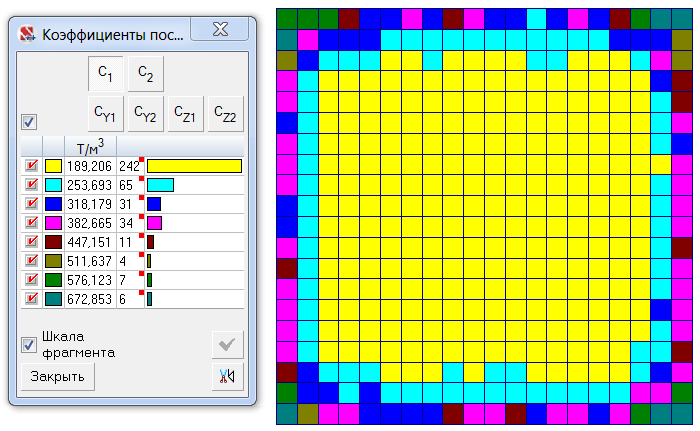 Коэффициенты пос...
C1 C2
CY1 CY2 CZ1 CZ2
Т/м3
189,206 242
253,693 65
318,179 31
382,665 34
447,151 11
511,637 4
576,123 7
672,853 6
Шкала
фрагмента
Закрыть